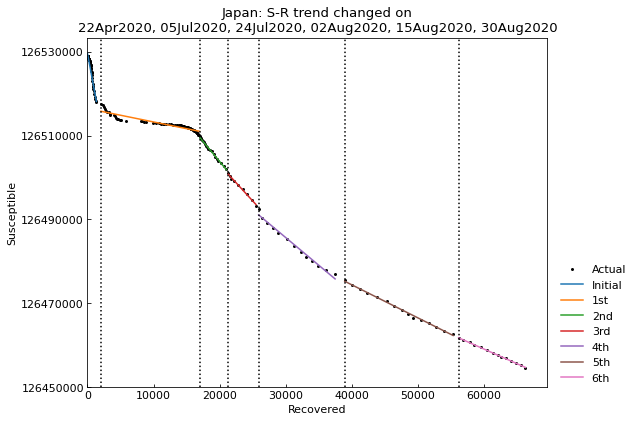 Japan: S-R trend changed on
22Apr2020, 05Jul2020, 24Jul2020, 02Aug2020, 15Aug2020, 30Aug2020
126530000
126510000
126490000
126470000
126450000
Susceptible
0
10000
20000
30000
40000
50000
60000
Recovered
Actual
Initial
1st
2nd
3rd
4th
5th
6th